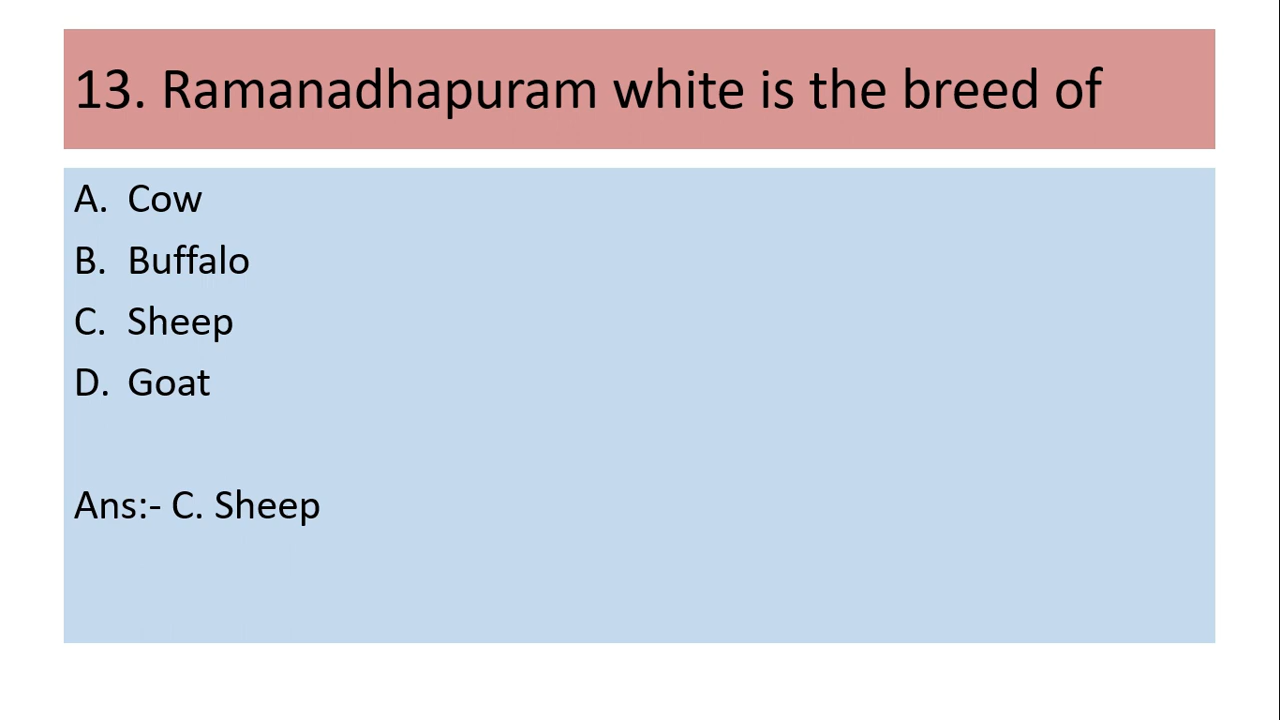 13. Ramanadhapuram white is the breed of
A. Cow
B. Buffalo
C. Sheep
D. Goat
Ans:- C. Sheep